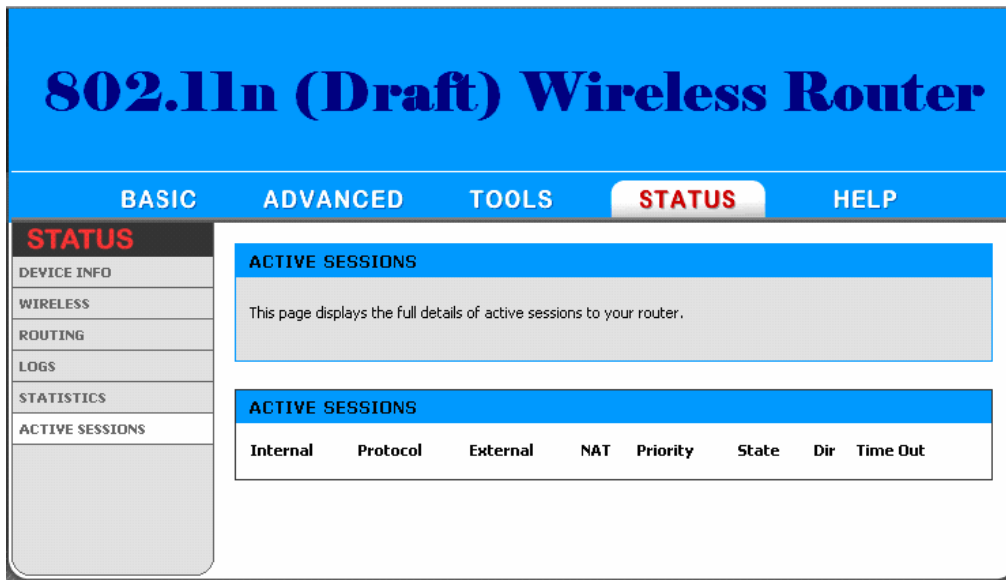 802.11n (Draft) Wireless Router
BASIC ADVANCED TOOLS STATUS HELP
STATUS
DEVICE INFO
WIRELESS
ROUTING
LOGS
STATISTICS
ACTIVE SESSIONS
ACTIVE SESSIONS
This page displays the full details of active sessions to your router.
ACTIVE SESSIONS
Internal Protocol External NAT Priority State Dir Time Out